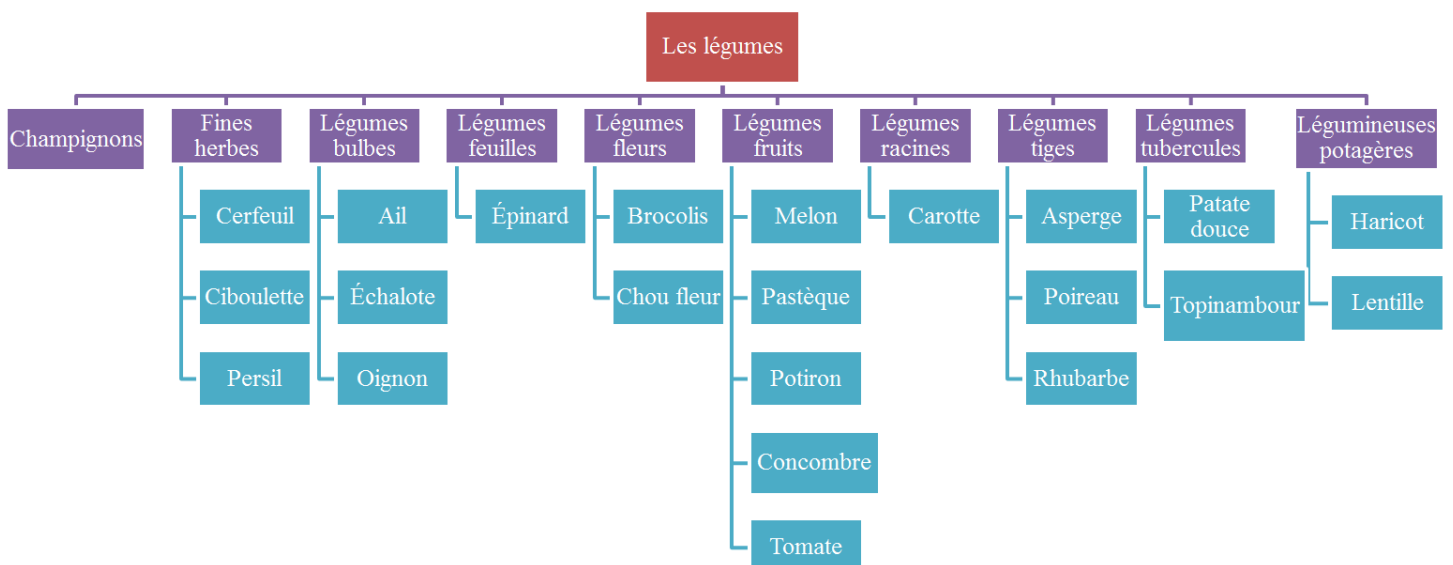 Les légumes
Champignons
Fines
herbes
Légumes
bulbes
Légumes
feuilles
Légumes
fleurs
Légumes
fruits
Légumes
racines
Légumes
tiges
Légumes
tubercules
Légumineuses
potagères
Cerfeuil
Ciboulette
Persil
Ail
Échalote
Oignon
Épinard
Brocolis
Chou fleur
Melon
Pastèque
Potiron
Concombre
Tomate
Carotte
Asperge
Poireau
Rhubarbe
Patate
douce
Topinambour
Haricot
Lentille